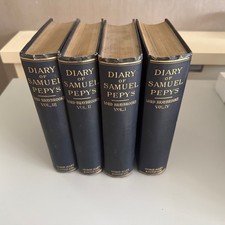 DIARY
OF
SAMUEL
PEPYS
LORD BRAYBROOKE
VOL. III
DIARY
OF
SAMUEL
PEPYS
LORD BRAYBROOKE
VOL. II
DIARY
OF
SAMUEL
PEPYS
LORD BRAYBROOKE
VOL. I
DIARY
OF
SAMUEL
PEPYS
LORD BRAYBROOKE
VOL. IV